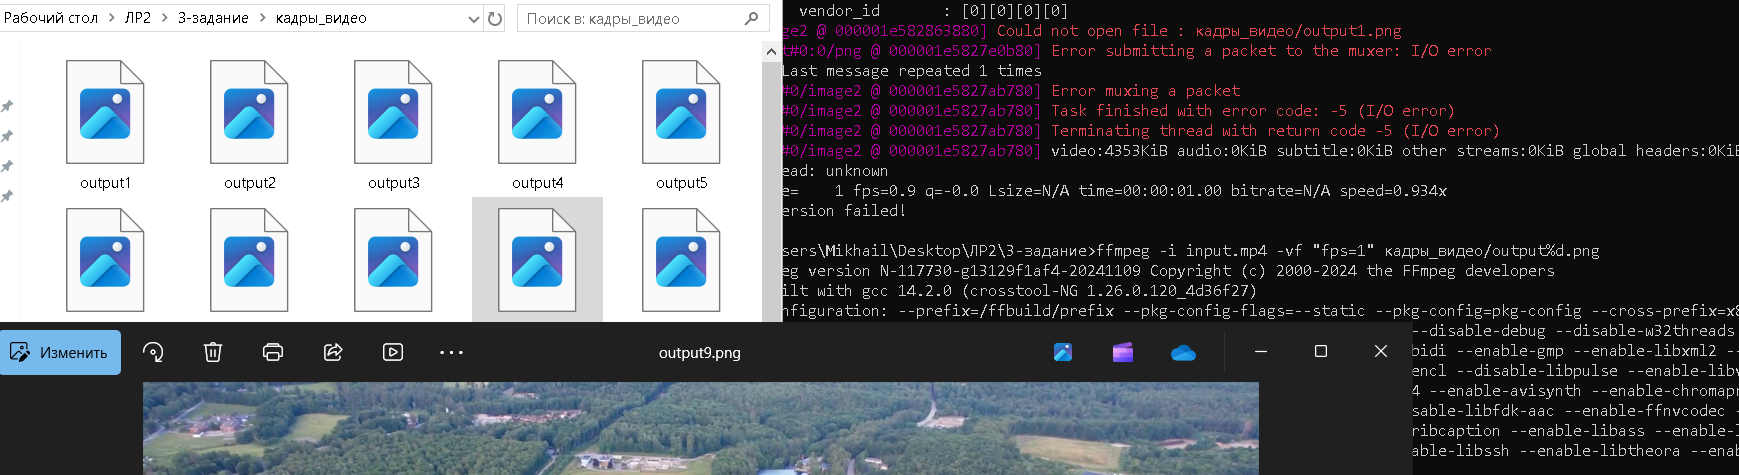 Рабочий стол > ЛР2 > 3-задание > кадры_видео
Поиск в: кадры_видео
output1
output2
output3
output4
output5
Изменить
output9.png
vendor_id : [0][0][0][0]
ge2 @ 000001e582863880] Could not open file : кадры_видео/output1.png
t#0:0/png @ 000001e5827e0b80] Error submitting a packet to the muxer: I/O error
Last message repeated 1 times
#0/image2 @ 000001e5827ab780] Error muxing a packet
#0/image2 @ 000001e5827ab780] Task finished with error code: -5 (I/O error)
#0/image2 @ 000001e5827ab780] Terminating thread with return code -5 (I/O error)
#0/image2 @ 000001e5827ab780] video:4353KiB audio:0KiB subtitle:0KiB other streams:0KiB global headers:0KiB
ead: unknown
e= 1 fps=0.9 q=-0.0 Lsize=N/A time=00:00:01.00 bitrate=N/A speed=0.934x
ersion failed!
sers\Mikhail\Desktop\ЛР2\3-задание>ffmpeg -i input.mp4 -vf "fps=1" кадры_видео/output%d.png
eg version N-117730-g13129f1af4-20241109 Copyright (c) 2000-2024 the FFmpeg developers
ilt with gcc 14.2.0 (crosstool-NG 1.26.0.120_4d36f27)
nfiguration: --prefix=/ffbuild/prefix --pkg-config-flags=--static --pkg-config=pkg-config --cross-prefix=x8
--disable-debug --disable-w32threads
bidi --enable-gmp --enable-libxml2 --
encl --disable-libpulse --enable-libv
4 --enable-avisynth --enable-chromapr
sable-libfdk-aac --enable-ffnvcodec -
ribcaption --enable-libass --enable-l
able-libssh --enable-libtheora --enab